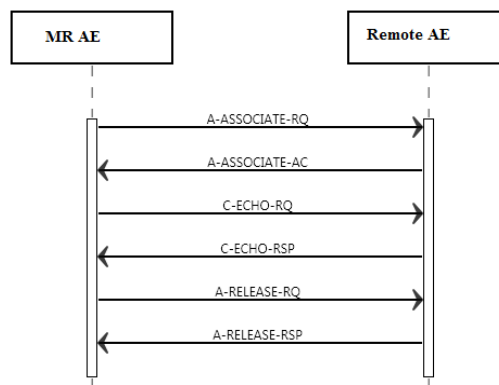 MR AE
Remote AE
A-ASSOCIATE-RQ
A-ASSOCIATE-AC
C-ECHO-RQ
C-ECHO-RSP
A-RELEASE-RQ
A-RELEASE-RSP